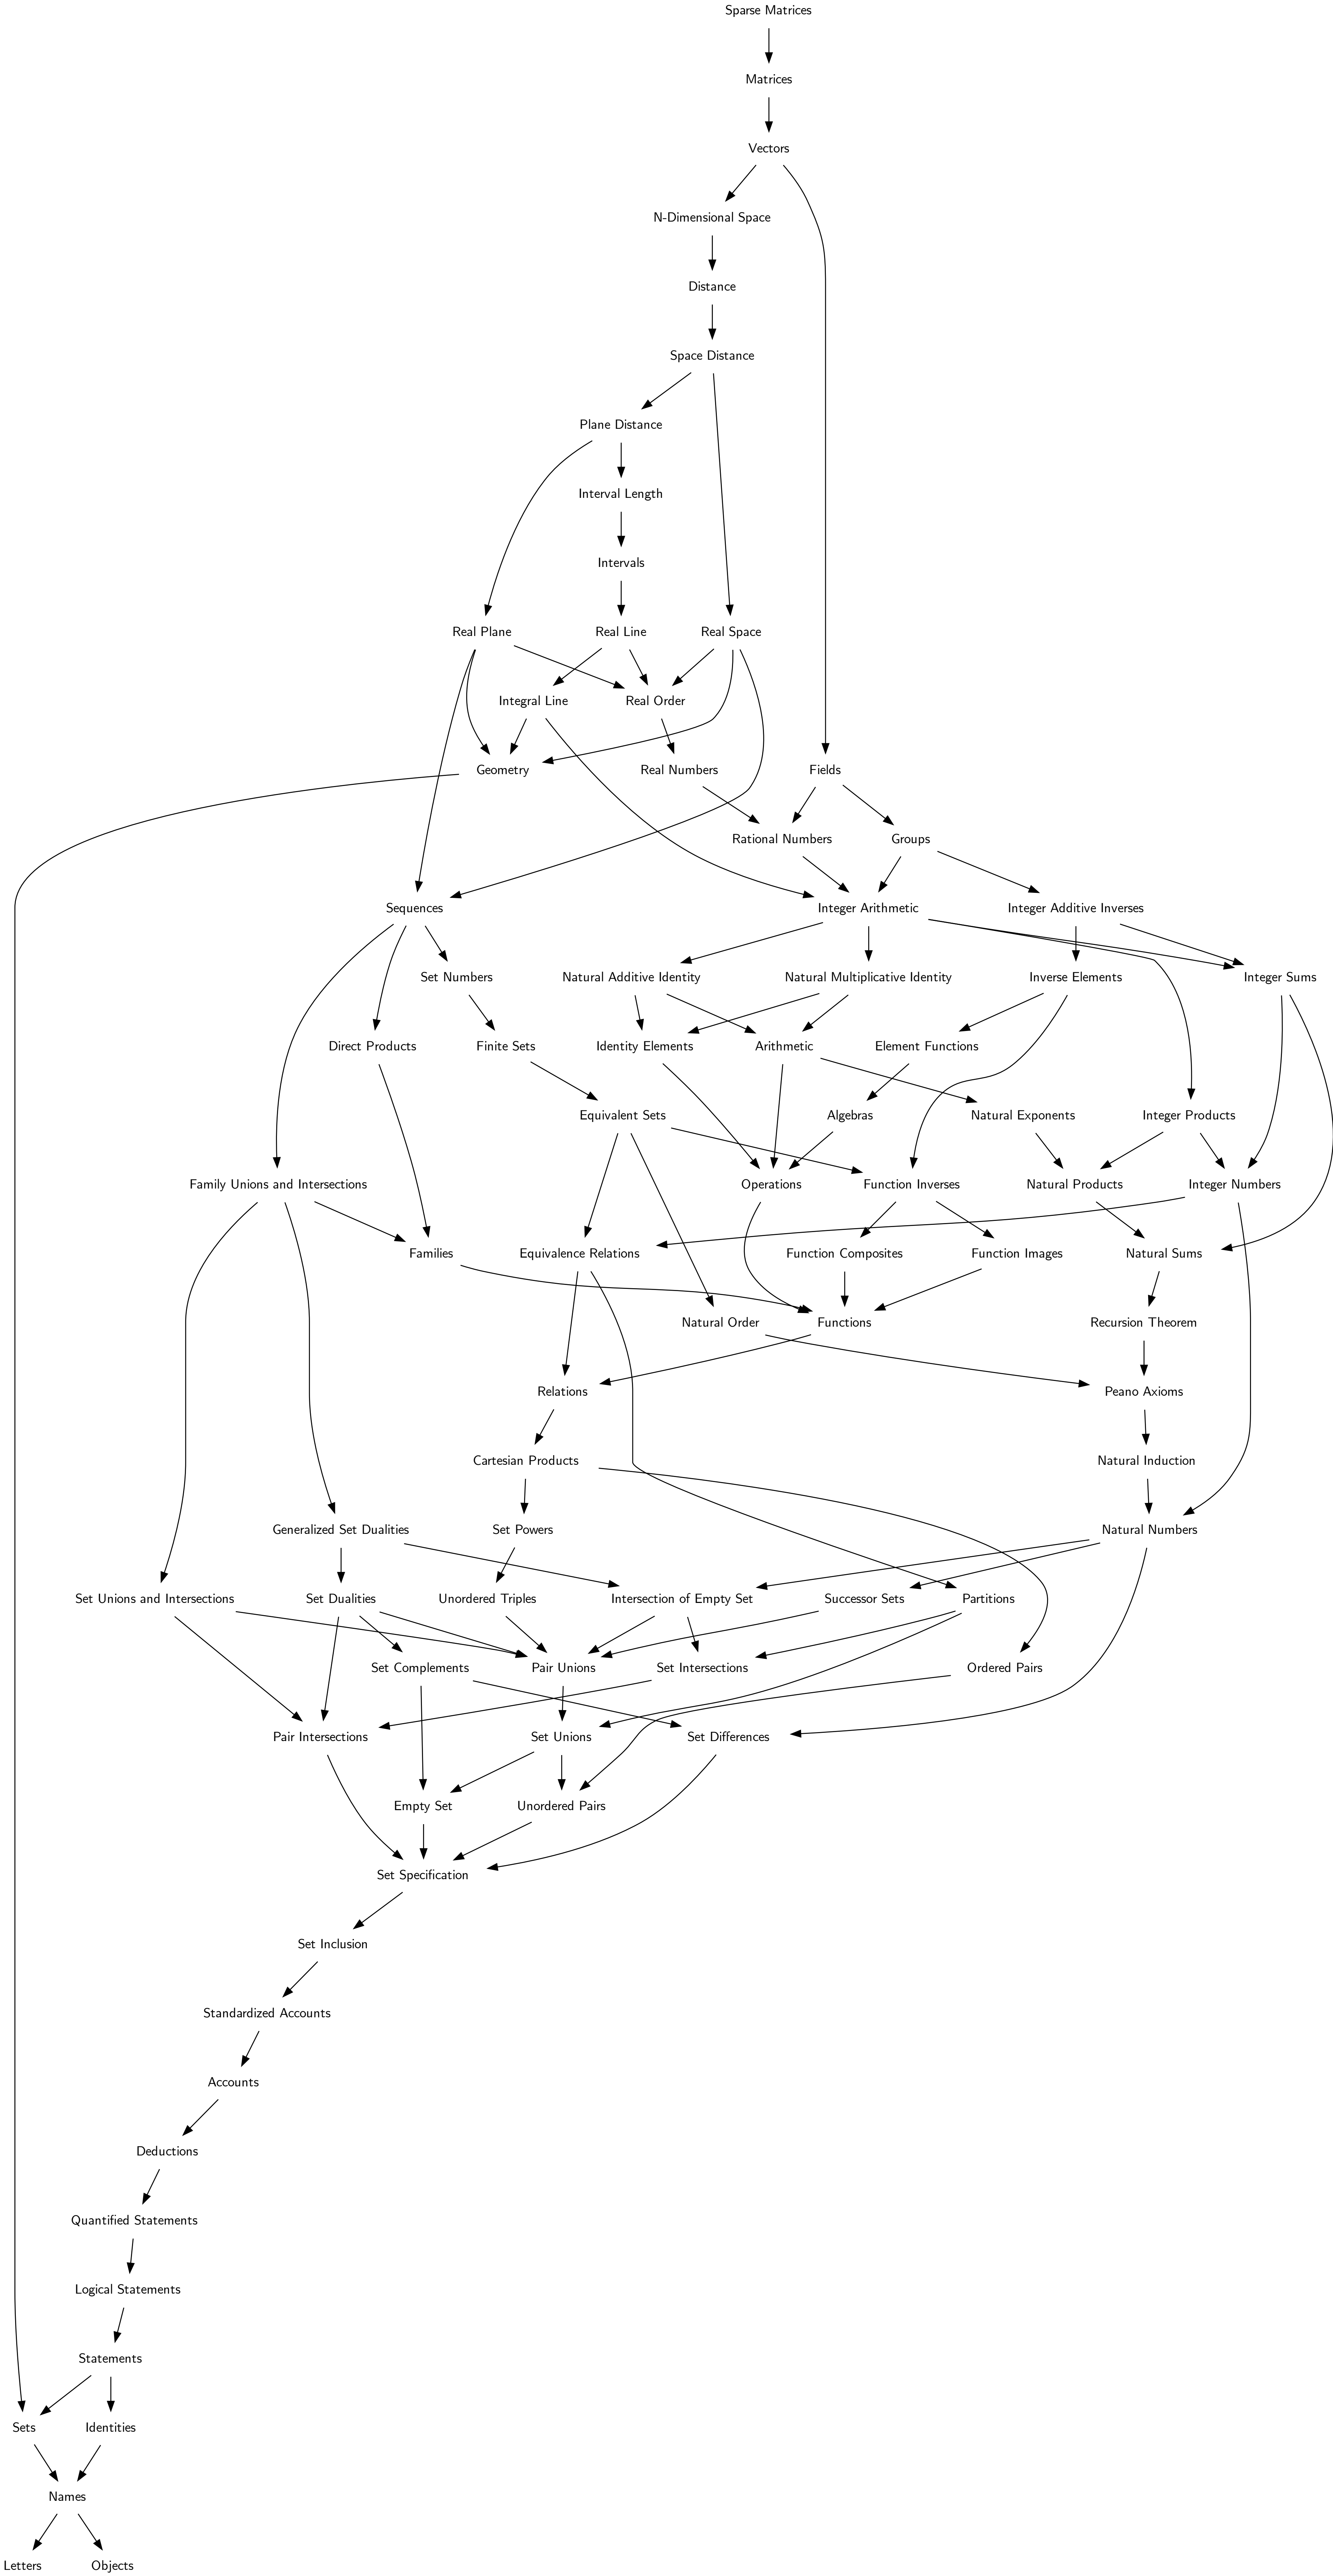 Sparse Matrices
Matrices
Vectors
N-Dimensional Space
Distance
Space Distance
Plane Distance
Interval Length
Intervals
Real Plane
Real Line
Real Space
Integral Line
Real Order
Geometry
Real Numbers
Fields
Rational Numbers
Groups
Sequences
Integer Arithmetic
Integer Additive Inverses
Set Numbers
Natural Additive Identity
Natural Multiplicative Identity
Inverse Elements
Integer Sums
Direct Products
Finite Sets
Identity Elements
Arithmetic
Element Functions
Equivalent Sets
Algebras
Natural Exponents
Integer Products
Family Unions and Intersections
Operations
Function Inverses
Natural Products
Integer Numbers
Families
Equivalence Relations
Function Composites
Function Images
Natural Sums
Natural Order
Functions
Recursion Theorem
Relations
Peano Axioms
Cartesian Products
Natural Induction
Generalized Set Dualities
Set Powers
Natural Numbers
Set Unions and Intersections
Set Dualities
Unordered Triples
Intersection of Empty Set
Successor Sets
Partitions
Set Complements
Pair Unions
Set Intersections
Ordered Pairs
Pair Intersections
Set Unions
Set Differences
Empty Set
Unordered Pairs
Set Specification
Set Inclusion
Standardized Accounts
Accounts
Deductions
Quantified Statements
Logical Statements
Statements
Sets
Identities
Names
Letters
Objects